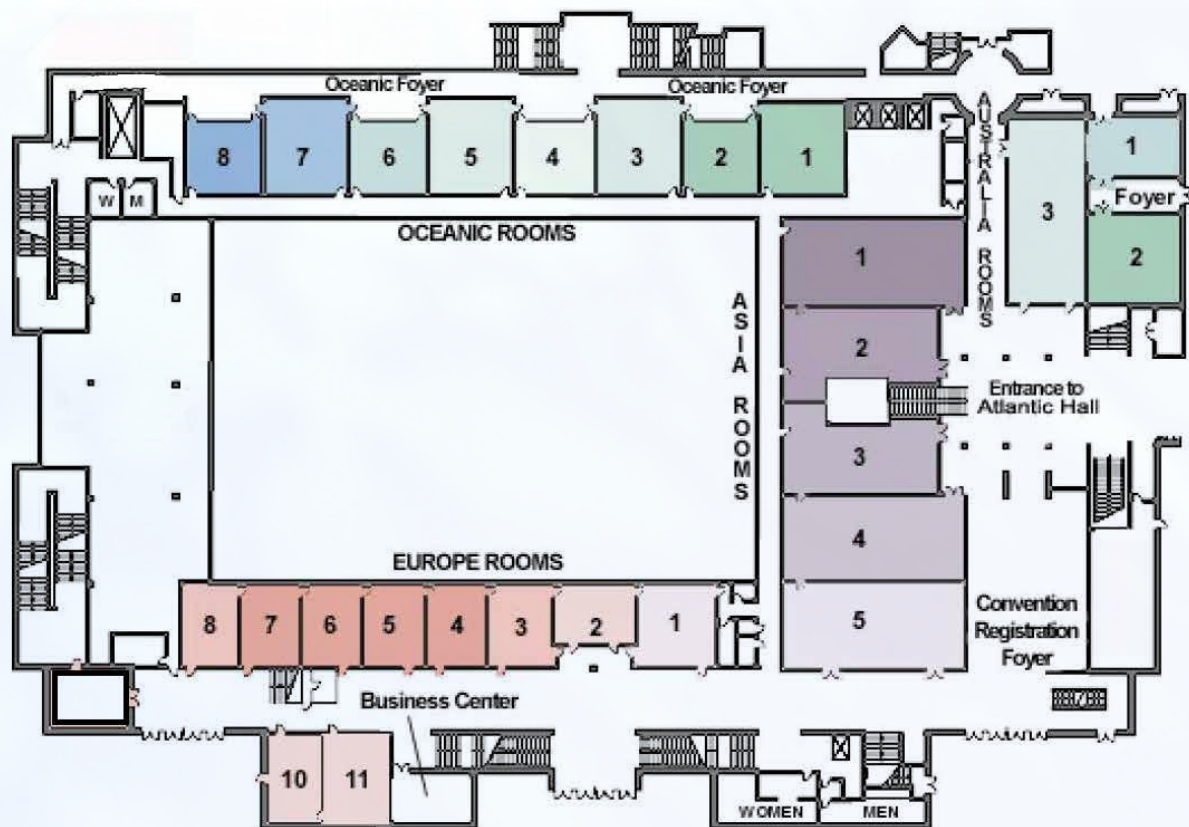 Oceanic Foyer
Oceanic Foyer
8
7
6
5
4
3
2
1
AUSTRALIA ROOMS
3
1
Foyer
2
W
M
OCEANIC ROOMS
ASIA ROOMS
1
2
Entrance to
Atlantic Hall
3
4
5
EUROPE ROOMS
8
7
6
5
4
3
2
1
Convention
Registration
Foyer
Business Center
10
11
WOMEN
MEN